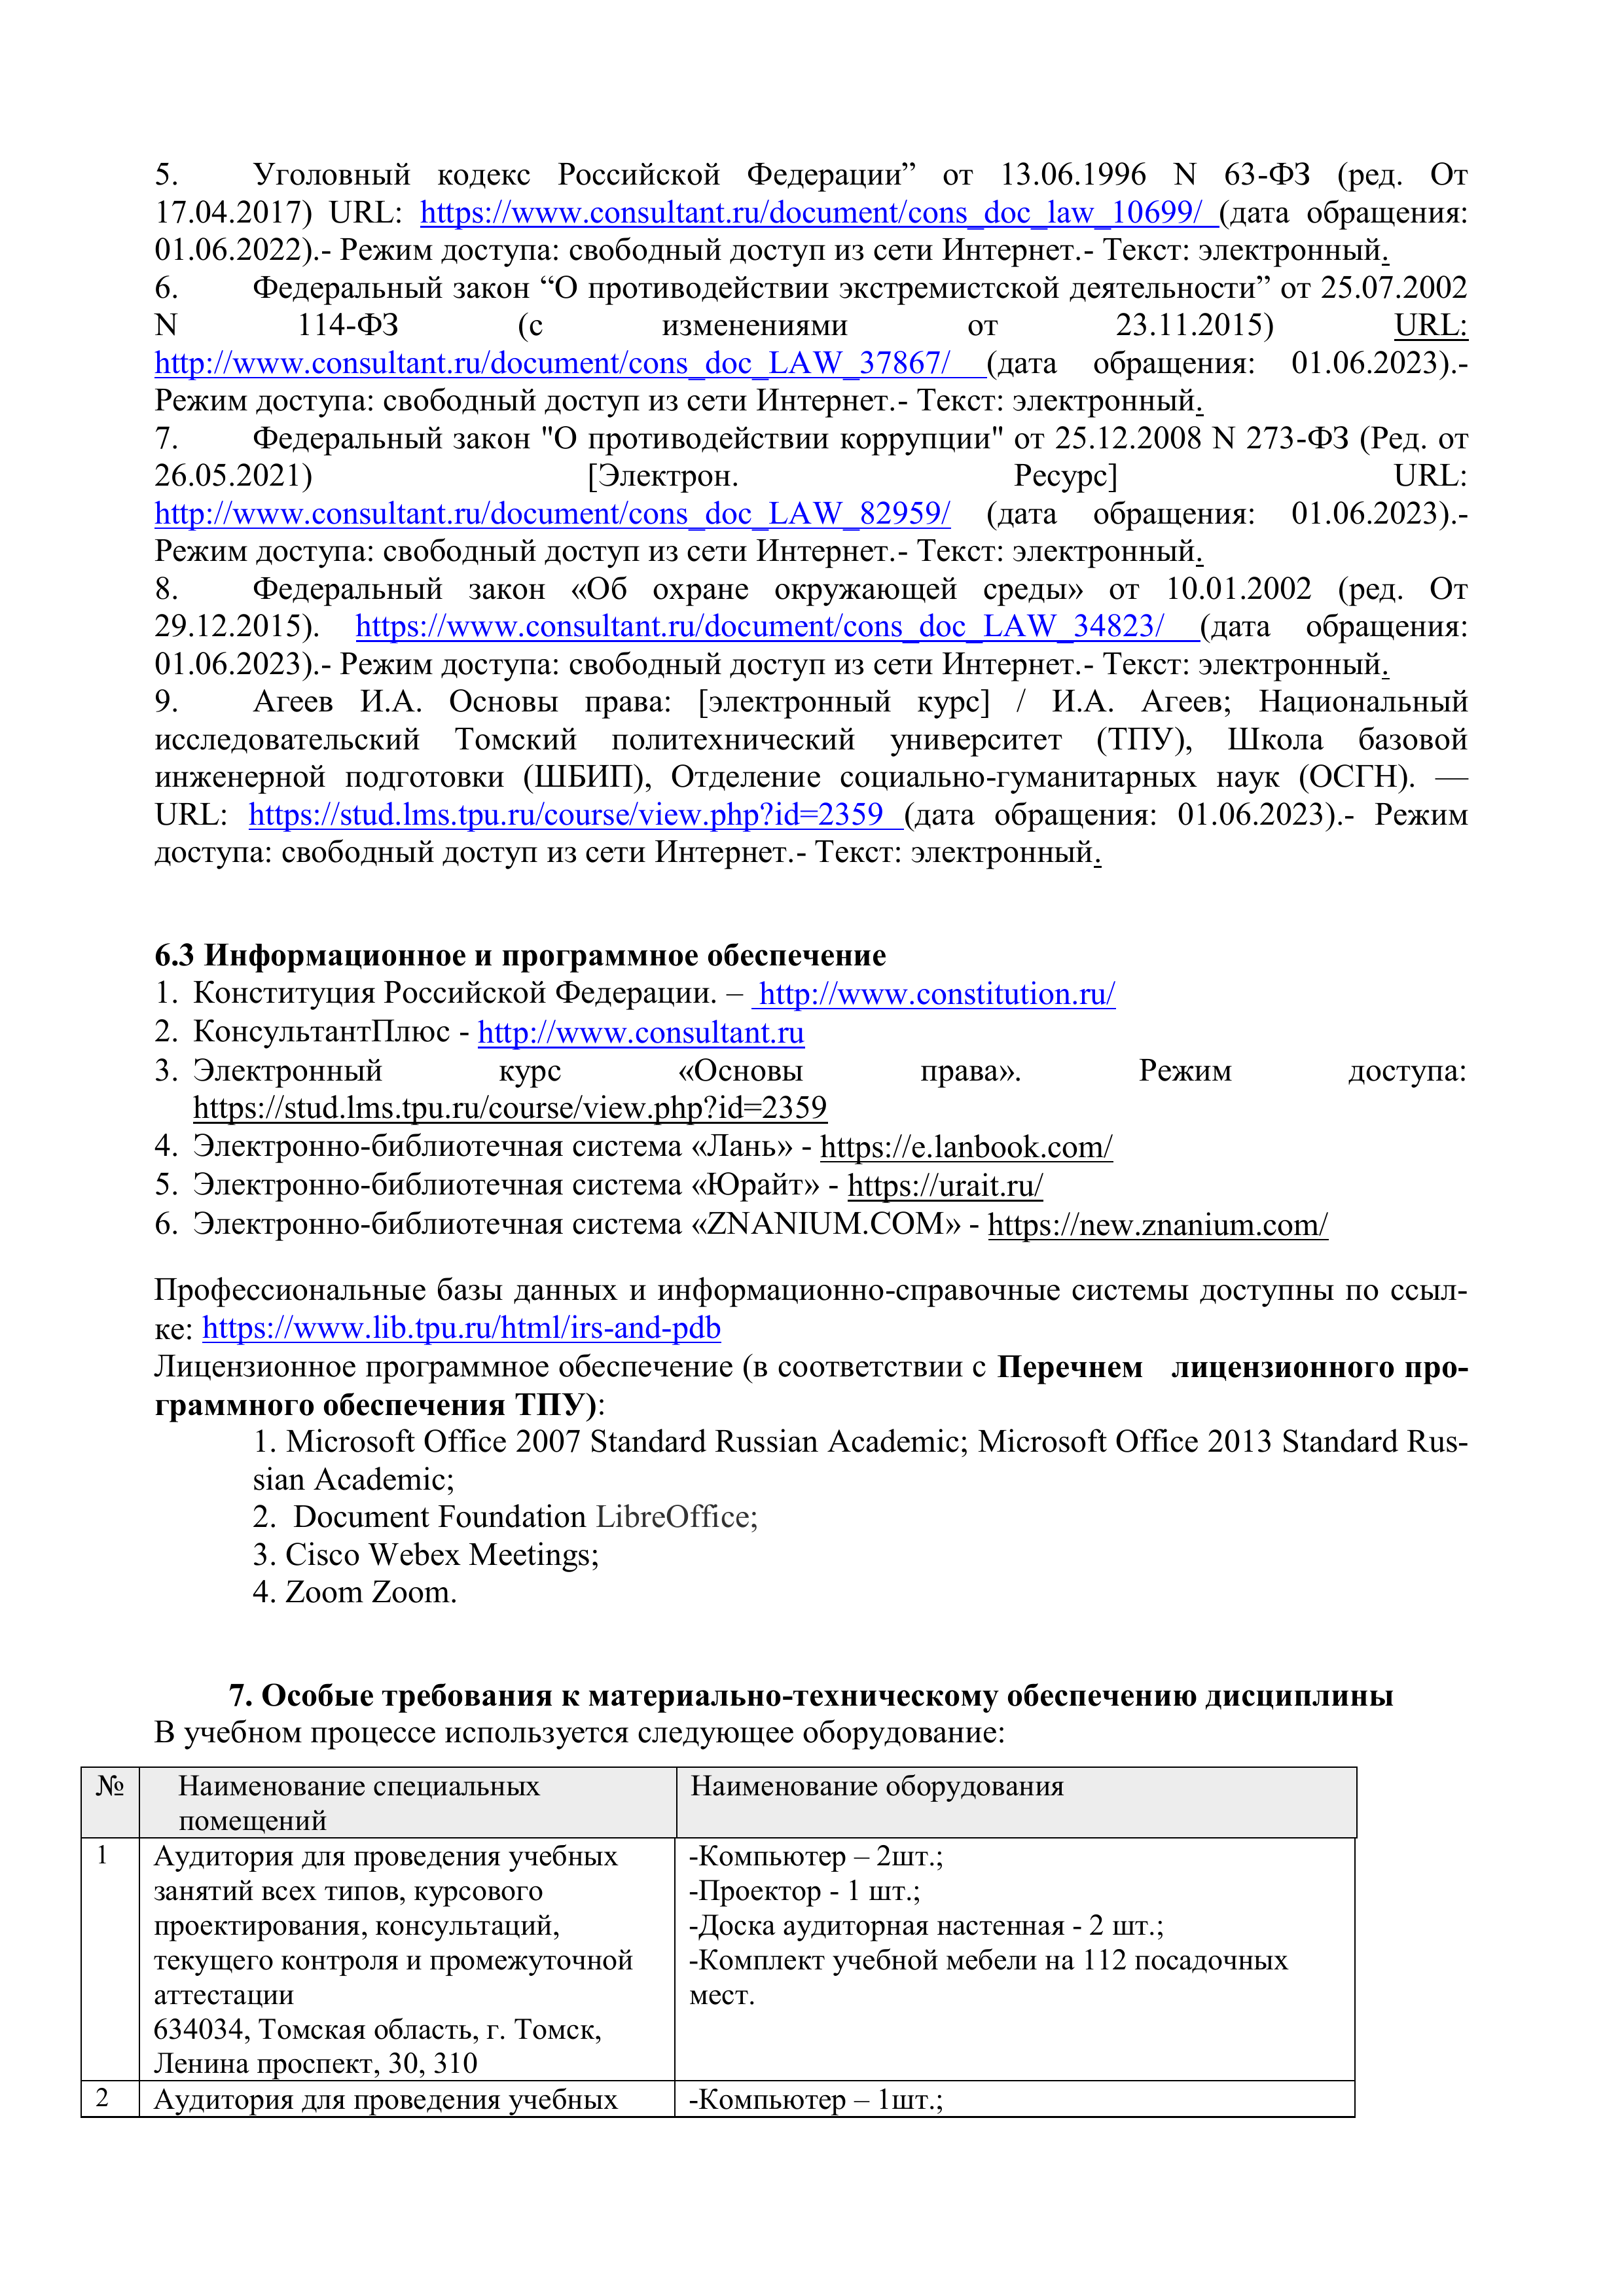 5. Уголовный кодекс Российской Федерации” от 13.06.1996 N 63-ФЗ (ред. От
17.04.2017) URL: https://www.consultant.ru/document/cons_doc_law_10699/ (дата обращения:
01.06.2022).- Режим доступа: свободный доступ из сети Интернет.- Текст: электронный.
6. Федеральный закон “О противодействии экстремистской деятельности” от 25.07.2002
N 114-ФЗ (с изменениями от 23.11.2015) URL:
http://www.consultant.ru/document/cons_doc_LAW_37867/ (дата обращения: 01.06.2023).-
Режим доступа: свободный доступ из сети Интернет.- Текст: электронный.
7. Федеральный закон "О противодействии коррупции" от 25.12.2008 N 273-ФЗ (Ред. от
26.05.2021) [Электрон. Ресурс] URL:
http://www.consultant.ru/document/cons_doc_LAW_82959/ (дата обращения: 01.06.2023).-
Режим доступа: свободный доступ из сети Интернет.- Текст: электронный.
8. Федеральный закон «Об охране окружающей среды» от 10.01.2002 (ред. От
29.12.2015). https://www.consultant.ru/document/cons_doc_LAW_34823/ (дата обращения:
01.06.2023).- Режим доступа: свободный доступ из сети Интернет.- Текст: электронный.
9. Агеев И.А. Основы права: [электронный курс] / И.А. Агеев; Национальный
исследовательский Томский политехнический университет (ТПУ), Школа базовой
инженерной подготовки (ШБИП), Отделение социально-гуманитарных наук (ОСГН). —
URL: https://stud.lms.tpu.ru/course/view.php?id=2359 (дата обращения: 01.06.2023).- Режим
доступа: свободный доступ из сети Интернет.- Текст: электронный.
6.3 Информационное и программное обеспечение
1. Конституция Российской Федерации. – http://www.constitution.ru/
2. КонсультантПлюс - http://www.consultant.ru
3. Электронный курс «Основы права». Режим доступа:
https://stud.lms.tpu.ru/course/view.php?id=2359
4. Электронно-библиотечная система «Лань» - https://e.lanbook.com/
5. Электронно-библиотечная система «Юрайт» - https://urait.ru/
6. Электронно-библиотечная система «ZNANIUM.COM» - https://new.znanium.com/
Профессиональные базы данных и информационно-справочные системы доступны по ссыл-
ке: https://www.lib.tpu.ru/html/irs-and-pdb
Лицензионное программное обеспечение (в соответствии с Перечнем лицензионного про-
граммного обеспечения ТПУ):
1. Microsoft Office 2007 Standard Russian Academic; Microsoft Office 2013 Standard Rus-
sian Academic;
2. Document Foundation LibreOffice;
3. Cisco Webex Meetings;
4. Zoom Zoom.
7. Особые требования к материально-техническому обеспечению дисциплины
В учебном процессе используется следующее оборудование:
№ Наименование специальных Наименование оборудования
помещений
1 Аудитория для проведения учебных -Компьютер – 2шт.;
занятий всех типов, курсового -Проектор - 1 шт.;
проектирования, консультаций, -Доска аудиторная настенная - 2 шт.;
текущего контроля и промежуточной -Комплект учебной мебели на 112 посадочных
аттестации мест.
634034, Томская область, г. Томск,
Ленина проспект, 30, 310
2 Аудитория для проведения учебных -Компьютер – 1шт.;